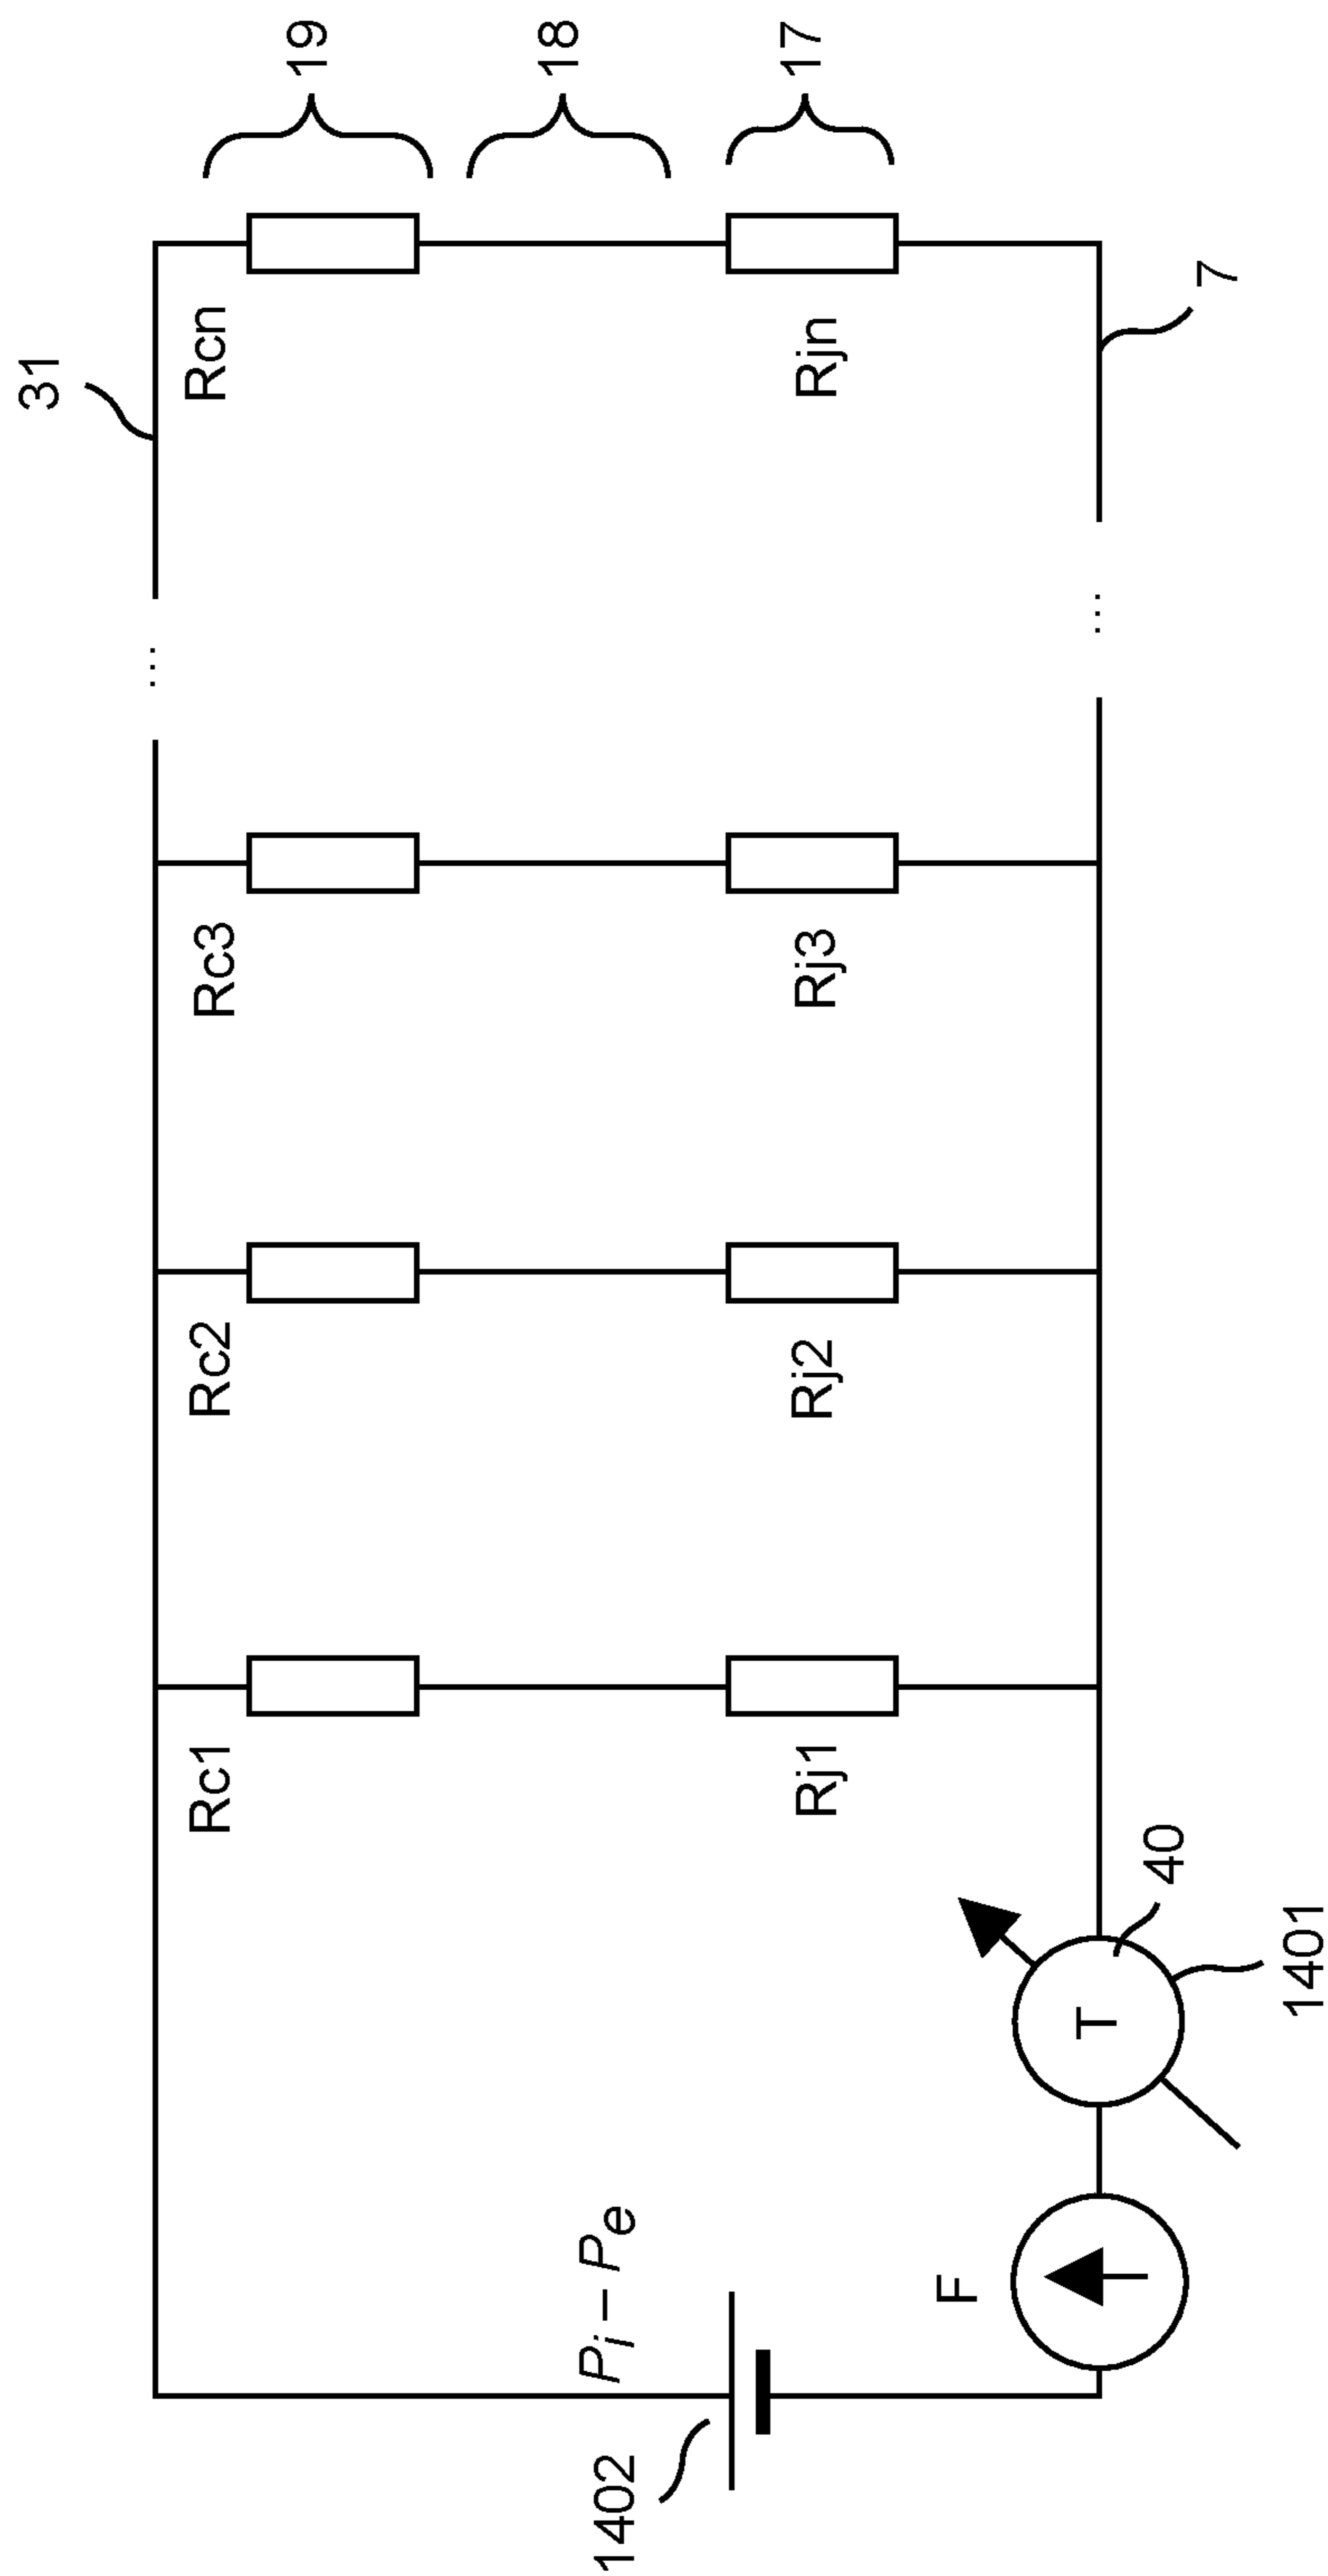 31
19
18
17
Rc1
Rc2
Rc3
...
Rcn
Rj1
Rj2
Rj3
Rjn
7
1402
Pi – Pe
F
T
40
1401
...